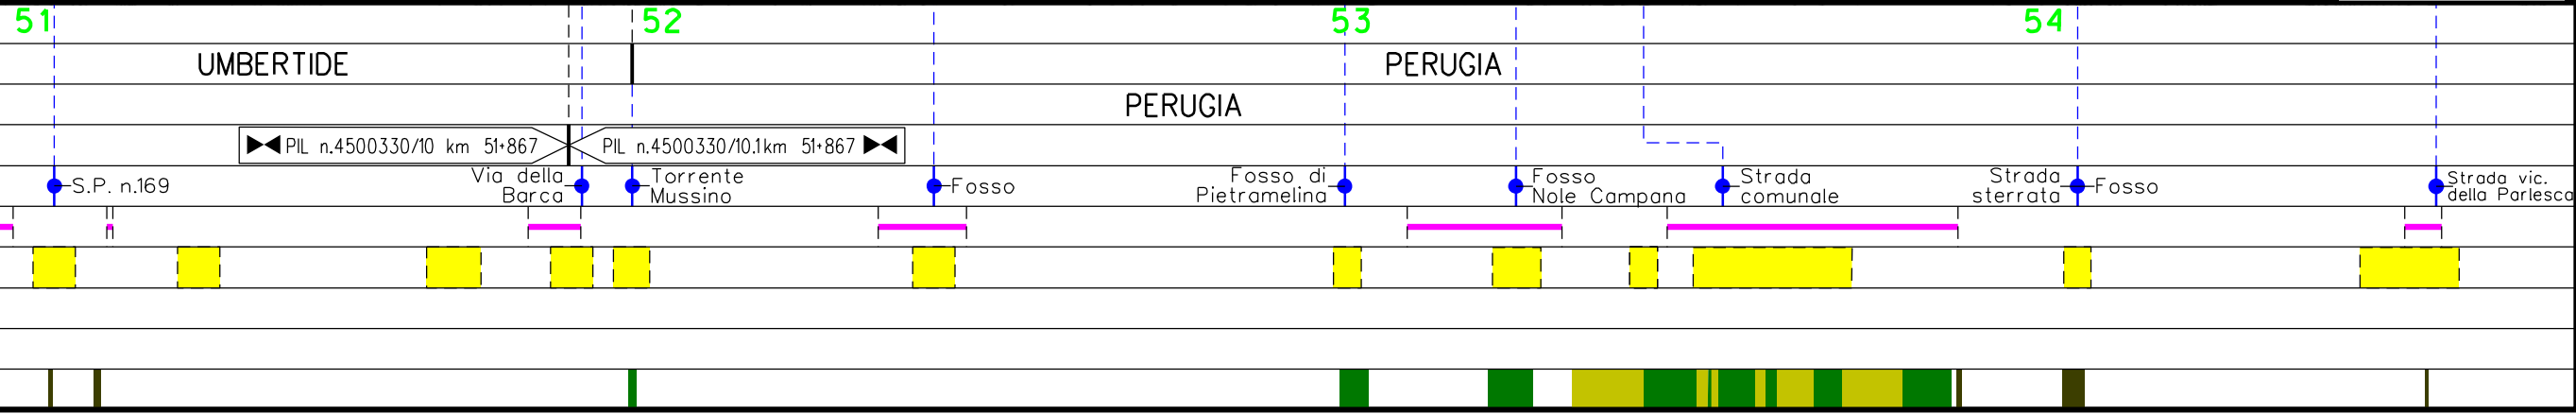 51 52 53 54
UMBERTIDE PERUGIA
PERUGIA
PIL n.4500330/10 km 51+867 PIL n.4500330/10.1km 51+867
S.P. n.169
Via della
Barca
Torrente
Mussino
Fosso
Fosso di
Pietramelina
Fosso
Nole Campana
Strada
comunale
Strada
sterrata
Fosso
Strada vic.
della Parlesca